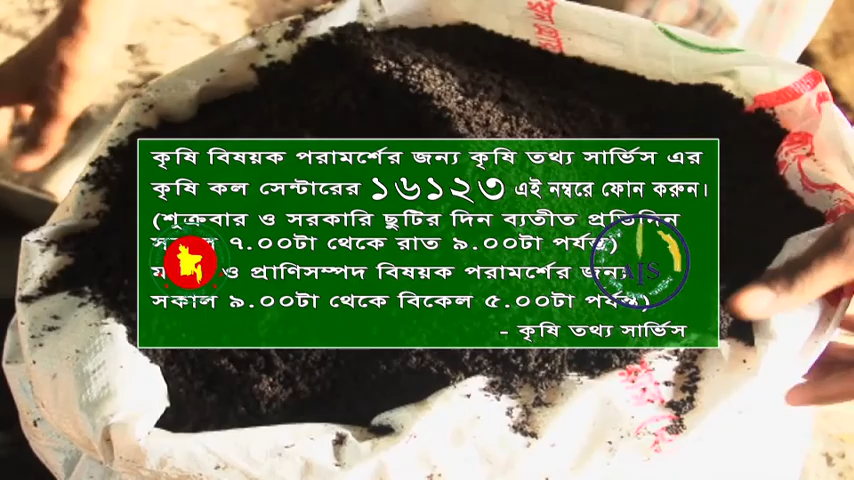 কৃষি বিষয়ক পরামর্শের জন্য কৃষি তথ্য সার্ভিস এর
কৃষি কল সেন্টারের ১৬১২৩ এই নম্বরে ফোন করুন।
(শুক্রবার ও সরকারি ছুটির দিন ব্যতীত প্রতিদিন
৭.০০টা থেকে রাত ৯.০০টা পর্যন্ত)
ও প্রাণিসম্পদ বিষয়ক পরামর্শের জন্য
সকাল ৯.০০টা থেকে বিকেল ৫.০০টা পর্যন্ত)
- কৃষি তথ্য সার্ভিস
AIS